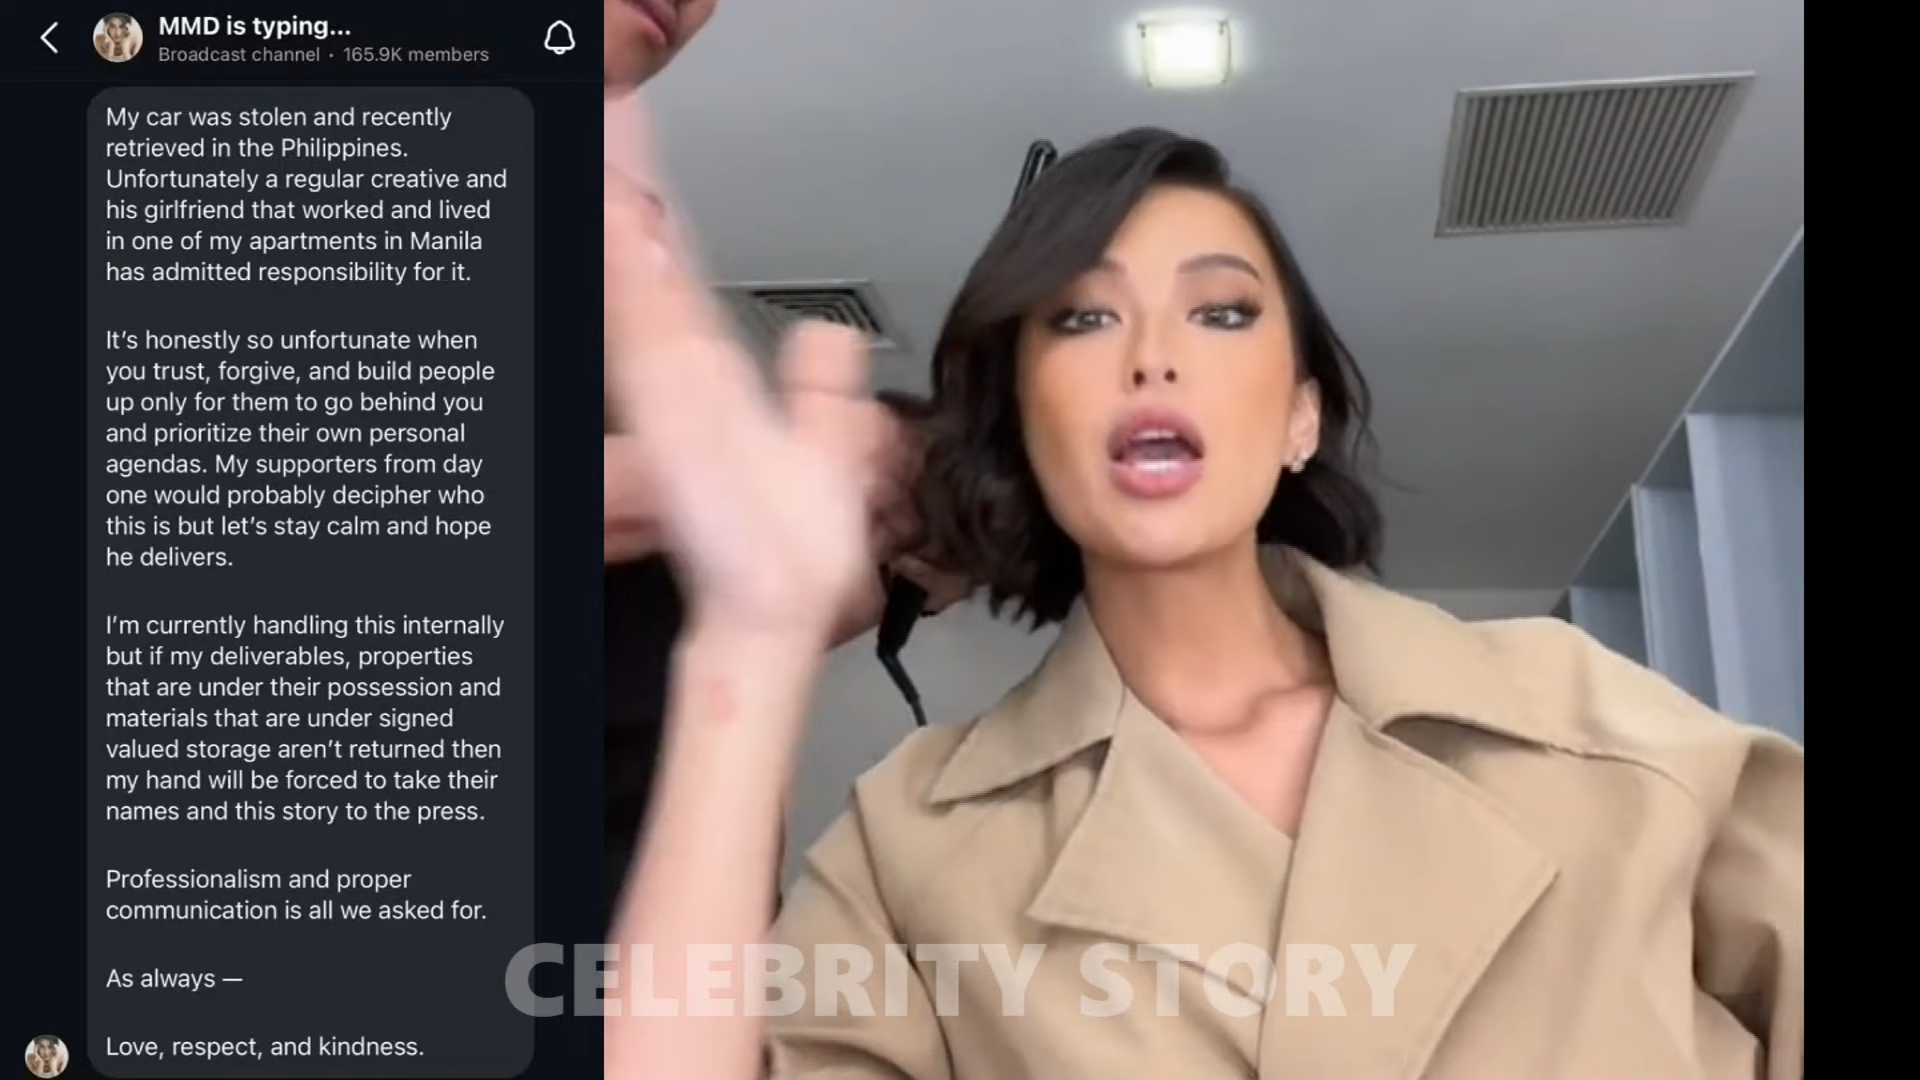 MMD is typing...
Broadcast channel • 165.9K members
My car was stolen and recently
retrieved in the Philippines.
Unfortunately a regular creative and
his girlfriend that worked and lived
in one of my apartments in Manila
has admitted responsibility for it.
It’s honestly so unfortunate when
you trust, forgive, and build people
up only for them to go behind you
and prioritize their own personal
agendas. My supporters from day
one would probably decipher who
this is but let’s stay calm and hope
he delivers.
I’m currently handling this internally
but if my deliverables, properties
that are under their possession and
materials that are under signed
valued storage aren’t returned then
my hand will be forced to take their
names and this story to the press.
Professionalism and proper
communication is all we asked for.
As always —
Love, respect, and kindness.
CELEBRITY STORY